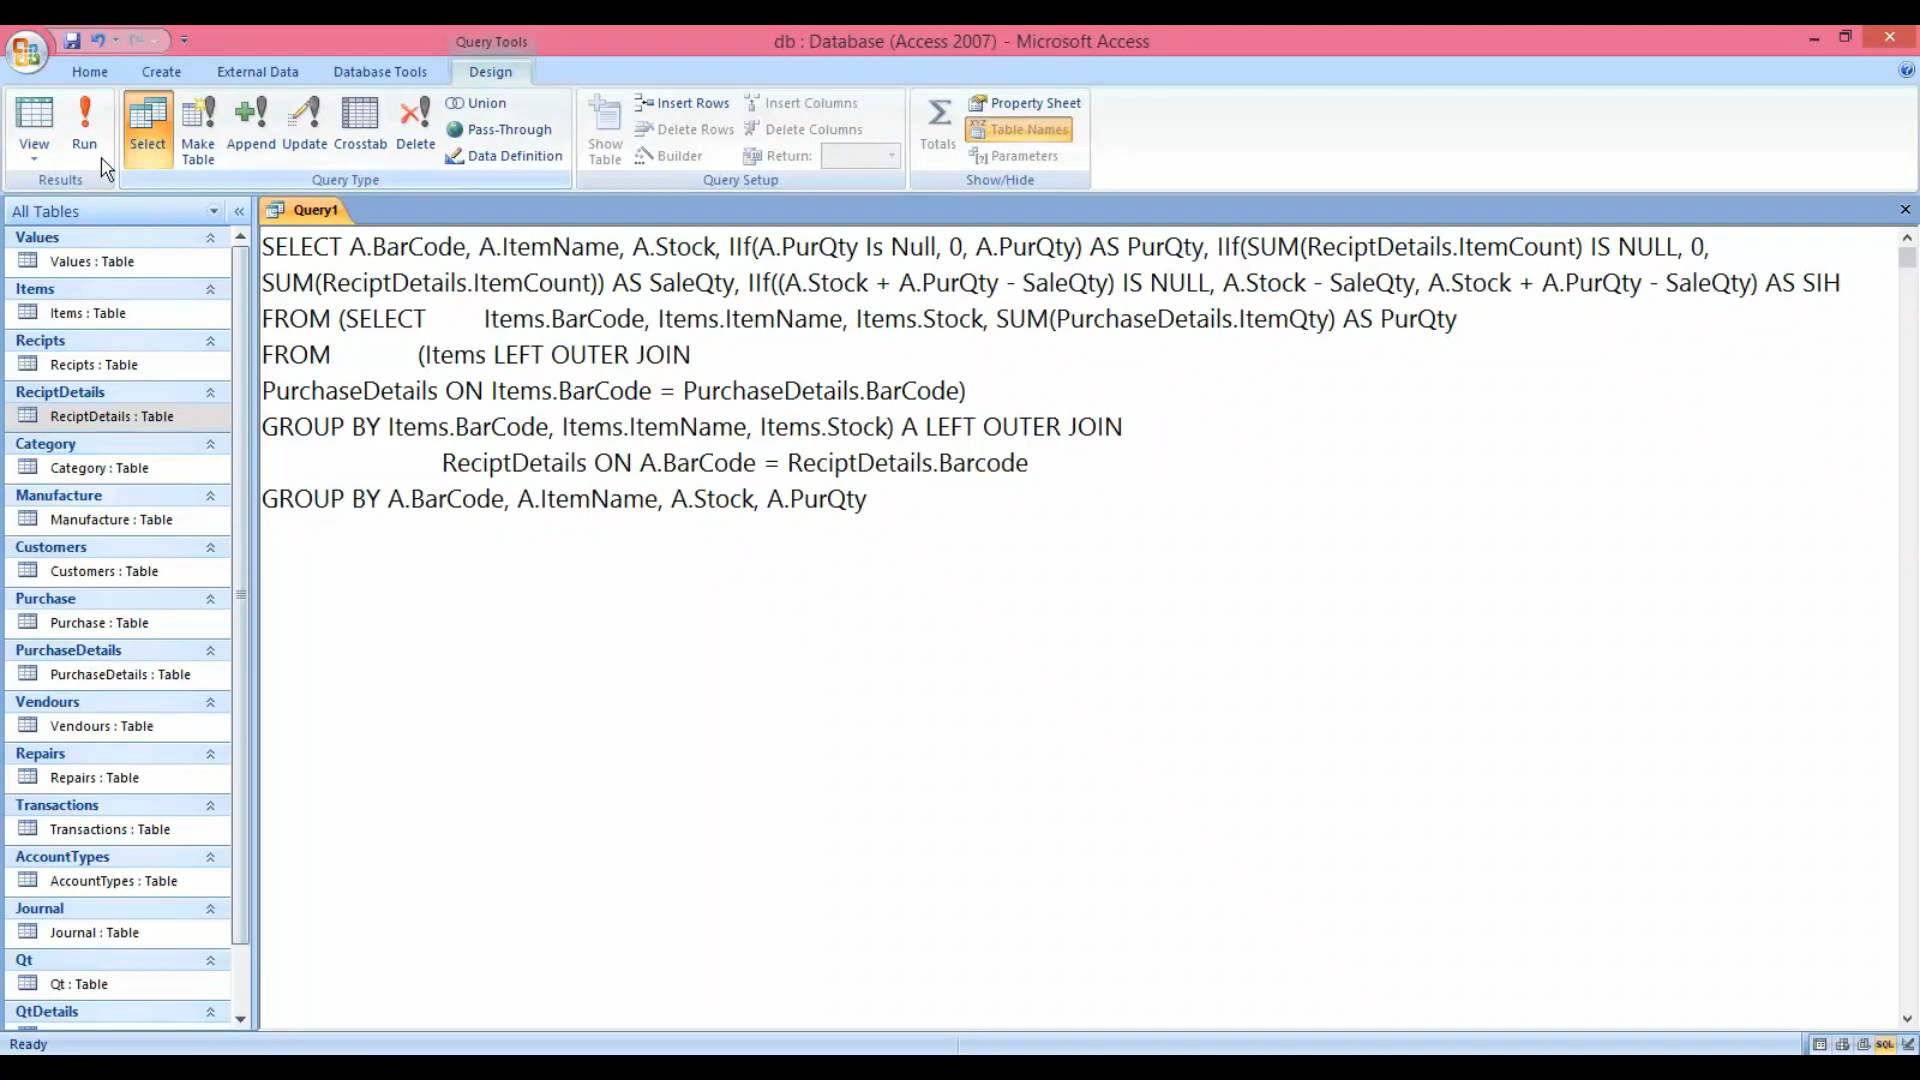 Query Tools
db : Database (Access 2007) - Microsoft Access
Home Create External Data Database Tools Design
View Run
Results
Select Make Table Append Update Crosstab Delete
Union
Pass-Through
Data Definition
Query Type
Show Table
Insert Rows
Delete Rows
Builder
Insert Columns
Delete Columns
Return:
Query Setup
Totals
Property Sheet
Table Names
Parameters
Show/Hide
All Tables
Values
Values : Table
Items
Items : Table
Recipts
Recipts : Table
ReciptDetails
ReciptDetails : Table
Category
Category : Table
Manufacture
Manufacture : Table
Customers
Customers : Table
Purchase
Purchase : Table
PurchaseDetails
PurchaseDetails : Table
Vendours
Vendours : Table
Repairs
Repairs : Table
Transactions
Transactions : Table
AccountTypes
AccountTypes : Table
Journal
Journal : Table
Qt
Qt : Table
QtDetails
Query1
SELECT A.BarCode, A.ItemName, A.Stock, IIf(A.PurQty Is Null, 0, A.PurQty) AS PurQty, IIf(SUM(ReciptDetails.ItemCount) IS NULL, 0,
SUM(ReciptDetails.ItemCount)) AS SaleQty, IIf((A.Stock + A.PurQty - SaleQty) IS NULL, A.Stock - SaleQty, A.Stock + A.PurQty - SaleQty) AS SIH
FROM (SELECT Items.BarCode, Items.ItemName, Items.Stock, SUM(PurchaseDetails.ItemQty) AS PurQty
FROM (Items LEFT OUTER JOIN
PurchaseDetails ON Items.BarCode = PurchaseDetails.BarCode)
GROUP BY Items.BarCode, Items.ItemName, Items.Stock) A LEFT OUTER JOIN
ReciptDetails ON A.BarCode = ReciptDetails.Barcode
GROUP BY A.BarCode, A.ItemName, A.Stock, A.PurQty
Ready
SQL